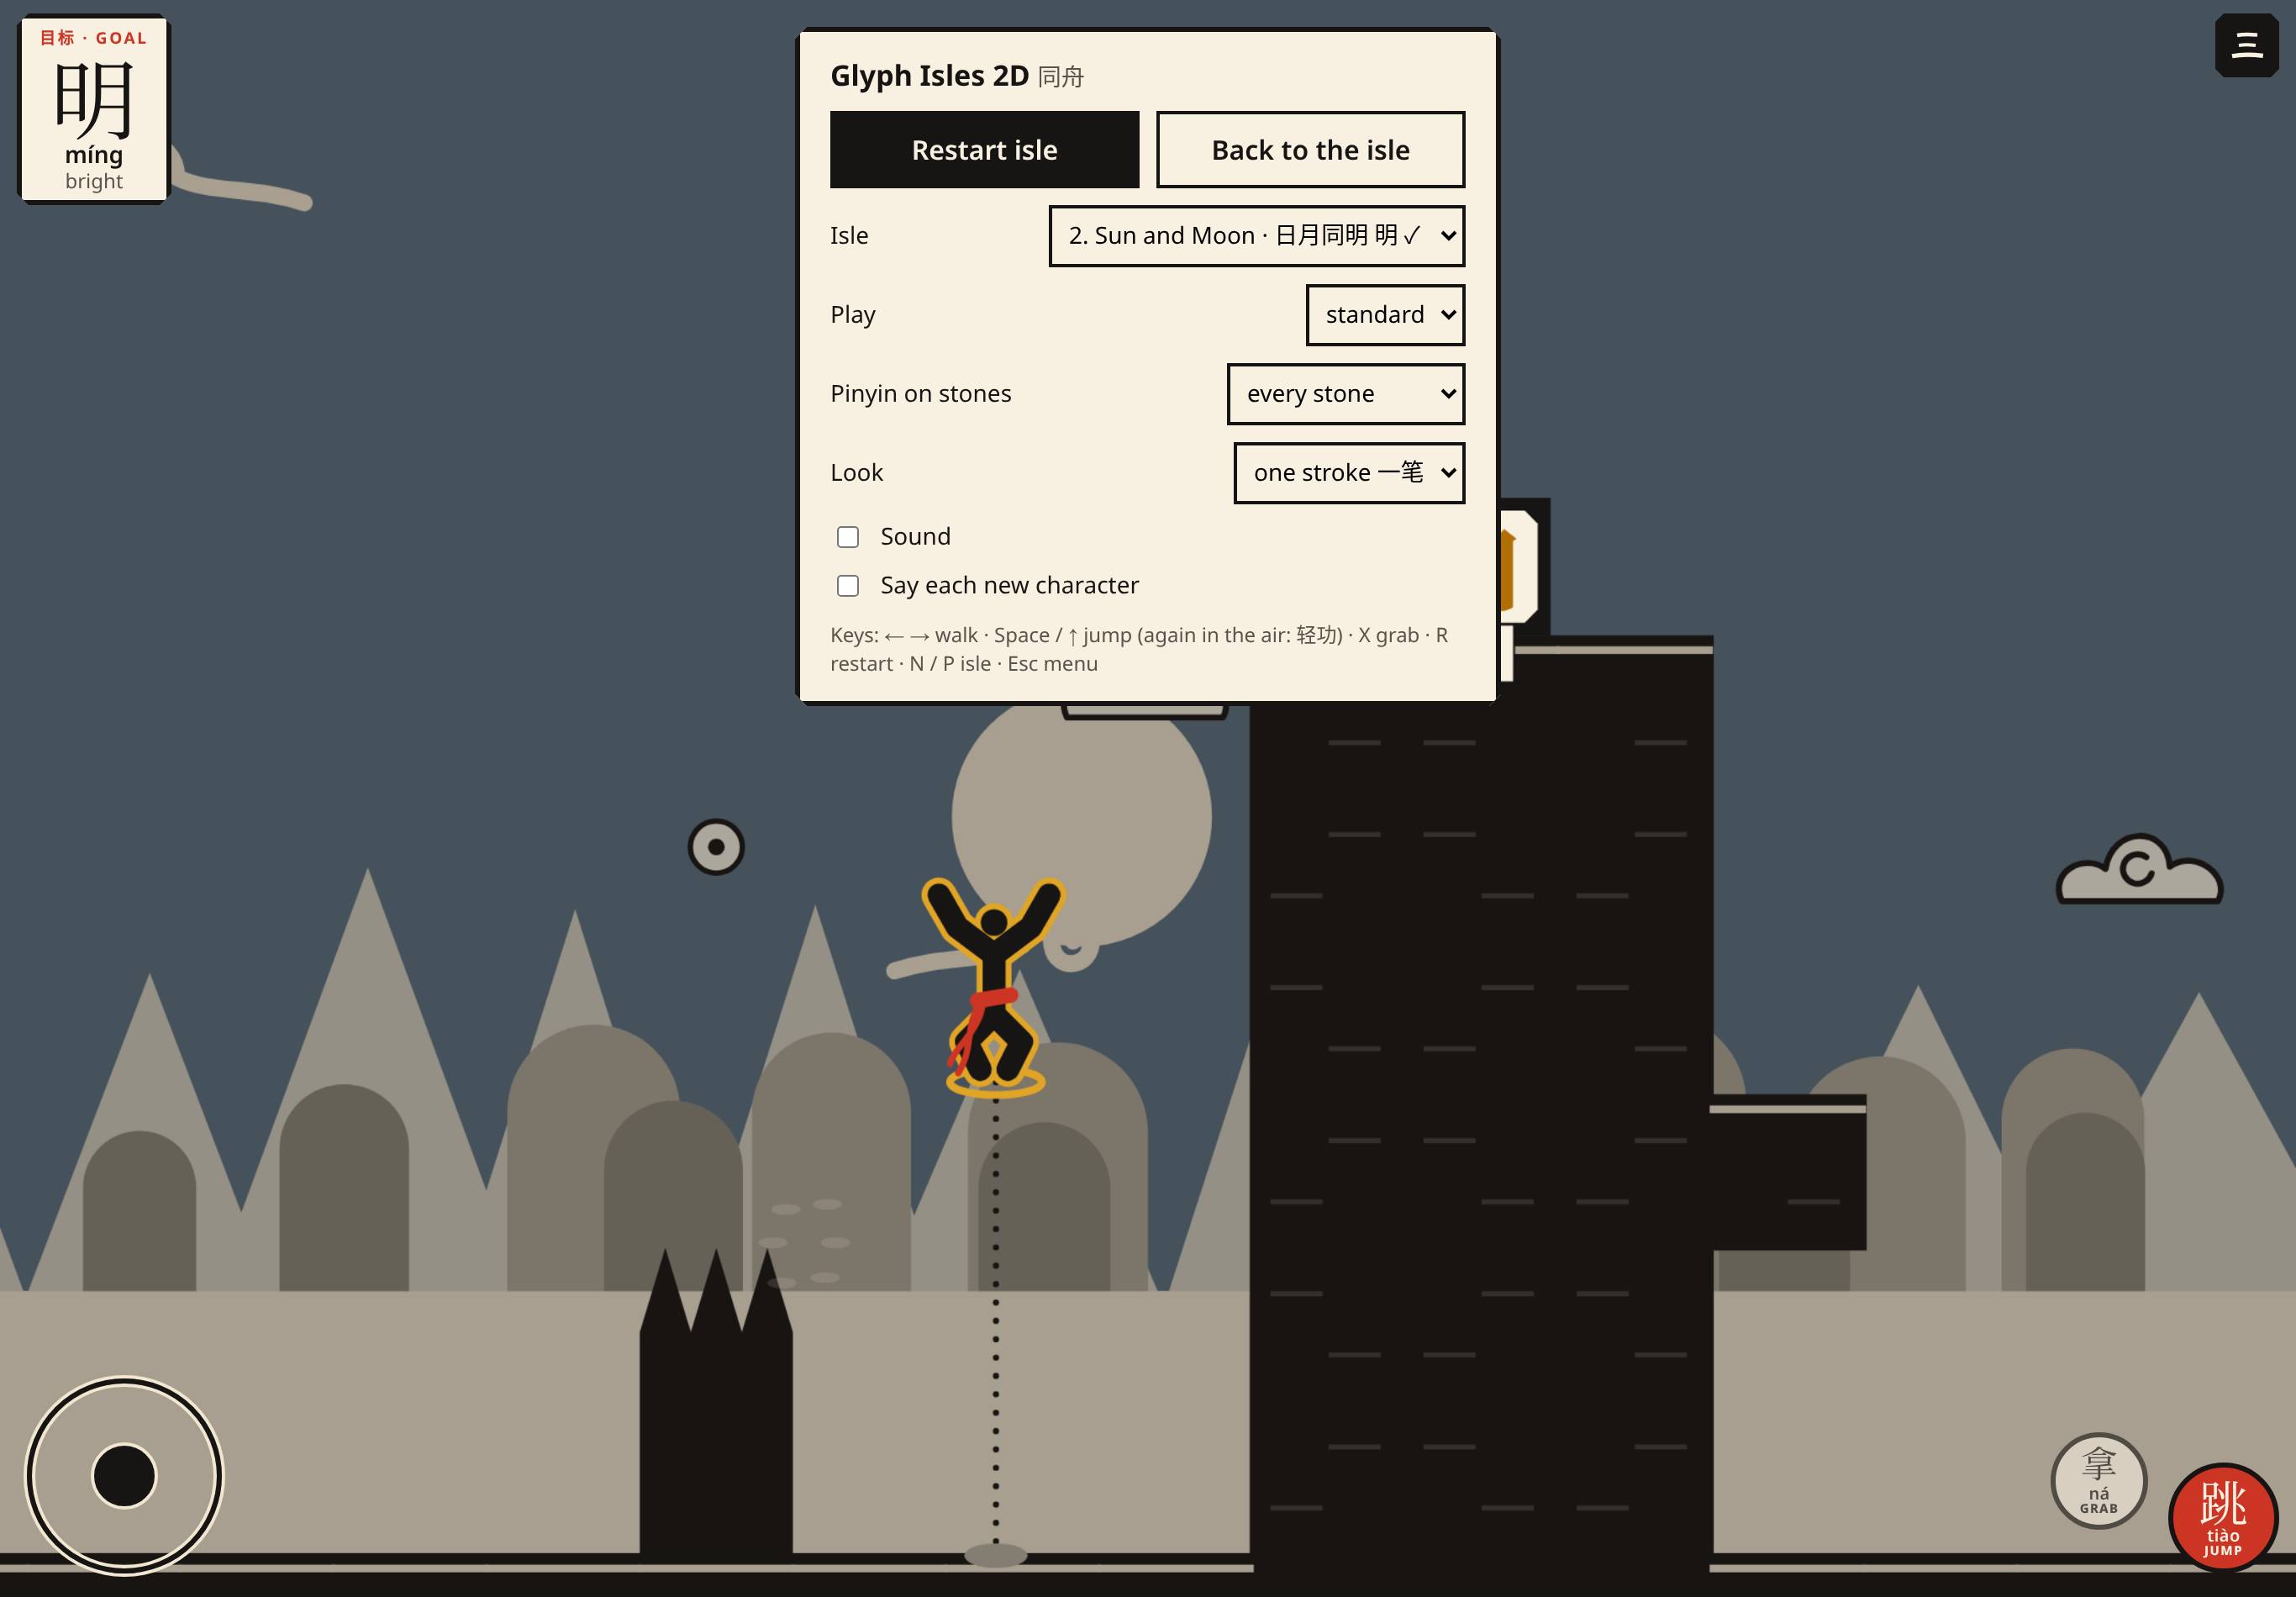 目标 · GOAL
明
míng
bright
三
Glyph Isles 2D 同舟
Restart isle
Back to the isle
Isle
2. Sun and Moon · 日月同明 明 ✓
Play
standard
Pinyin on stones
every stone
Look
one stroke 一笔
Sound
Say each new character
Keys: ← → walk · Space / ↑ jump (again in the air: 轻功) · X grab · R
restart · N / P isle · Esc menu
拿
ná
GRAB
跳
tiào
JUMP